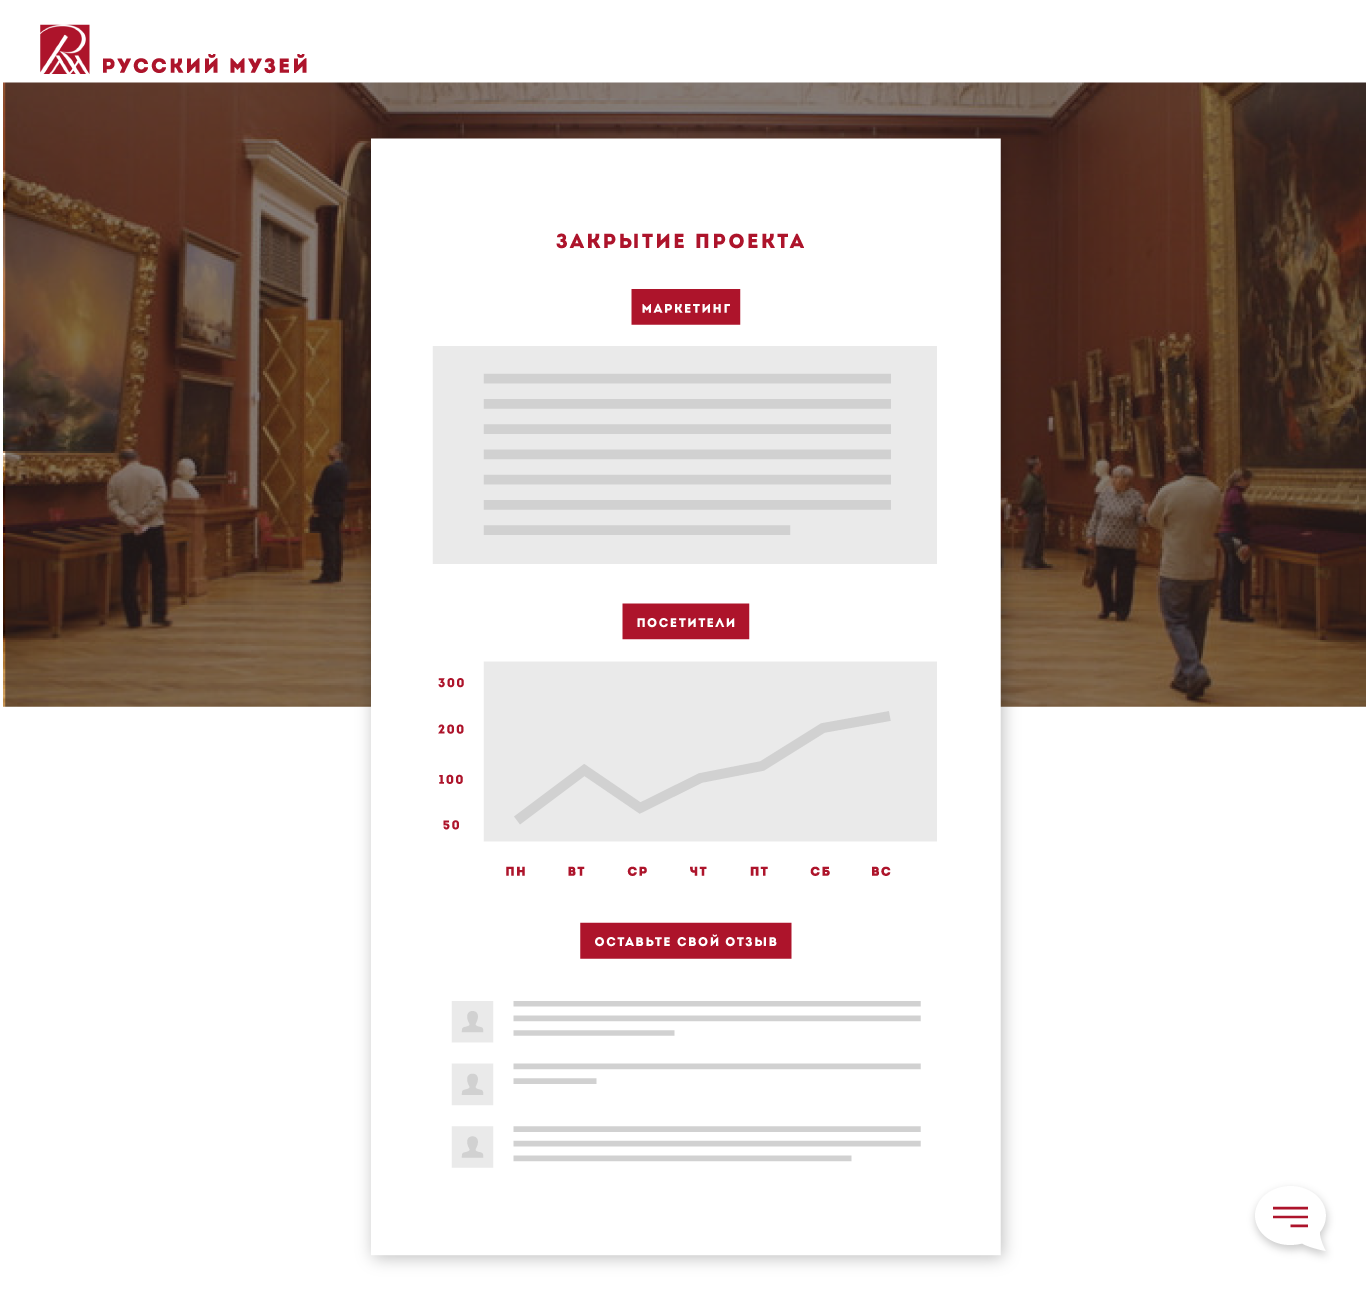 РУССКИЙ МУЗЕЙ
ЗАКРЫТИЕ ПРОЕКТА
МАРКЕТИНГ
ПОСЕТИТЕЛИ
300
200
100
50
ПН ВТ СР ЧТ ПТ СБ ВС
ОСТАВЬТЕ СВОЙ ОТЗЫВ